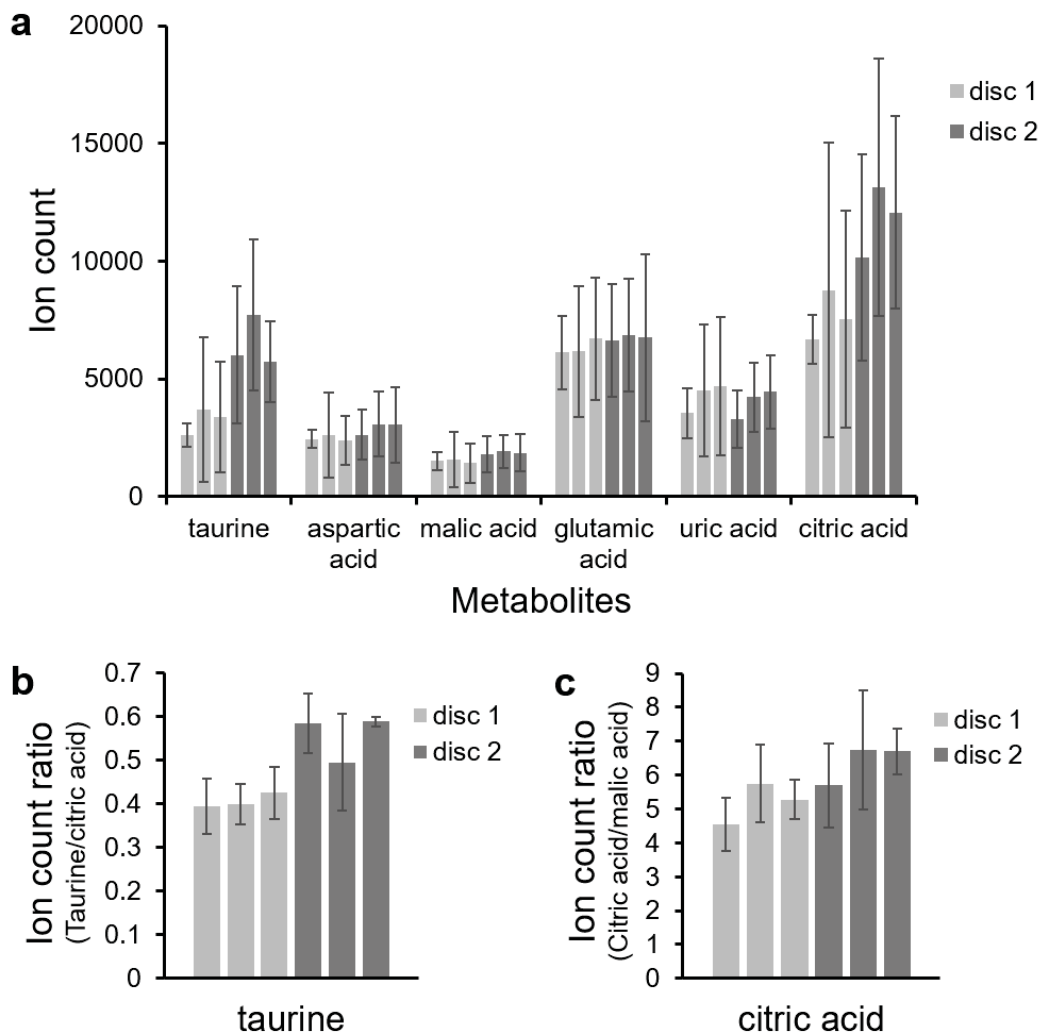 a
20000
15000
10000
5000
0
Ion count
disc 1
disc 2
taurine
aspartic acid
malic acid
glutamic acid
uric acid
citric acid
Metabolites
b
0.7
0.6
0.5
0.4
0.3
0.2
0.1
0
Ion count ratio
(Taurine/citric acid)
disc 1
disc 2
taurine
c
9
8
7
6
5
4
3
2
1
0
Ion count ratio
(Citric acid/malic acid)
disc 1
disc 2
citric acid